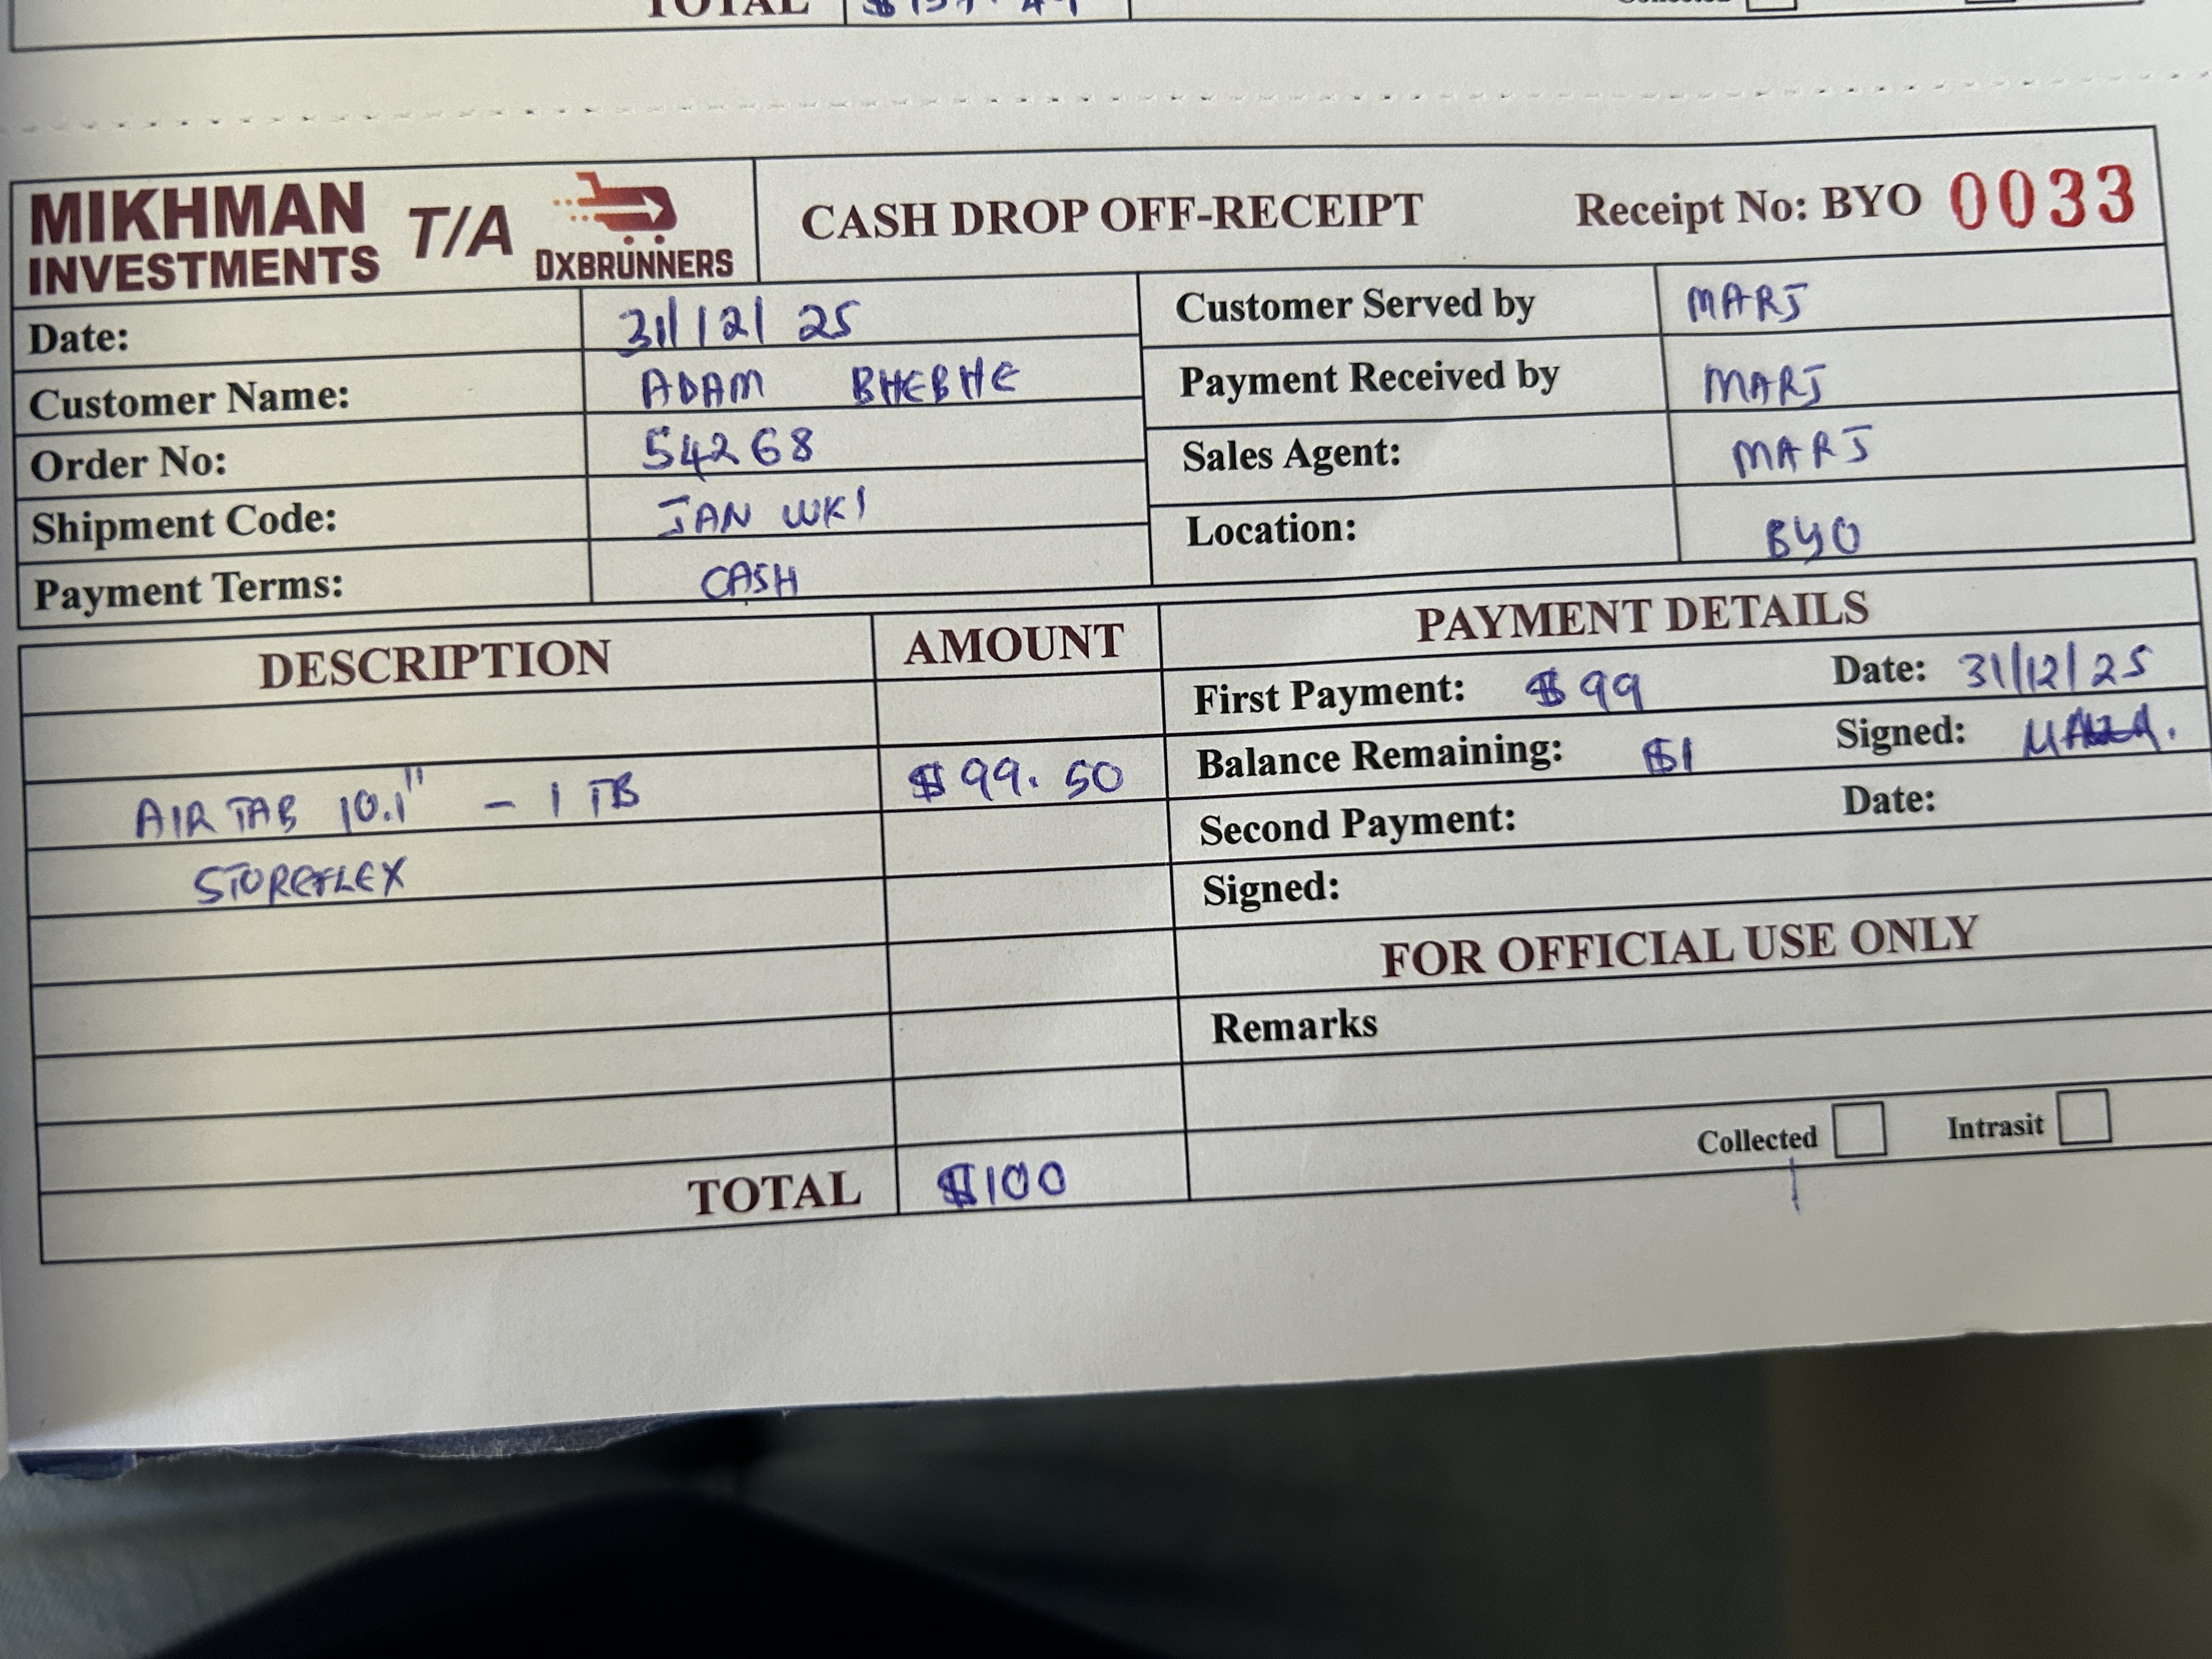 TOTAL
MIKHMAN INVESTMENTS T/A DXBRUNNERS
CASH DROP OFF-RECEIPT Receipt No: BYO 0033
Date: 31/12/25
Customer Name: ADAM BHEBHE
Order No: 54268
Shipment Code: JAN WK1
Payment Terms: CASH
Customer Served by MARJ
Payment Received by MARJ
Sales Agent: MARJ
Location: BYO
DESCRIPTION AMOUNT
AIR TAB 10.1" - 1 TB $99.50
STOREFLEX
TOTAL $100
PAYMENT DETAILS
First Payment: $99 Date: 31/12/25
Balance Remaining: $1 Signed:
Second Payment: Date:
Signed:
FOR OFFICIAL USE ONLY
Remarks
Collected Intrasit